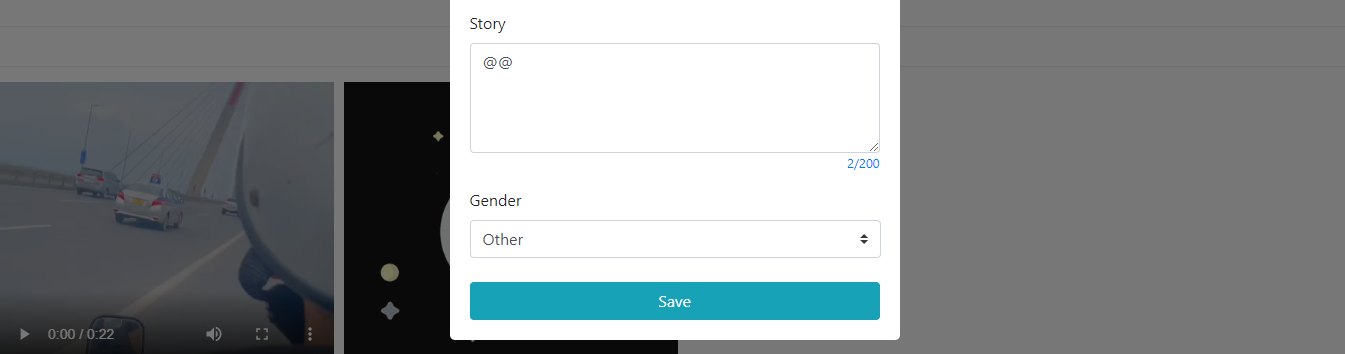 Story
@@
2/200
Gender
Other
Save
0:00 / 0:22